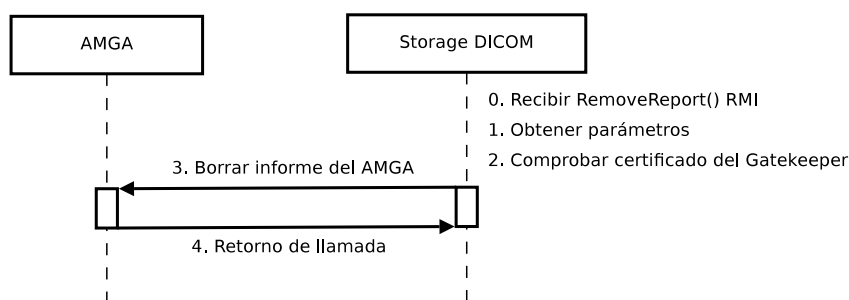 AMGA
Storage DICOM
0. Recibir RemoveReport() RMI
1. Obtener parámetros
2. Comprobar certificado del Gatekeeper
3. Borrar informe del AMGA
4. Retorno de llamada